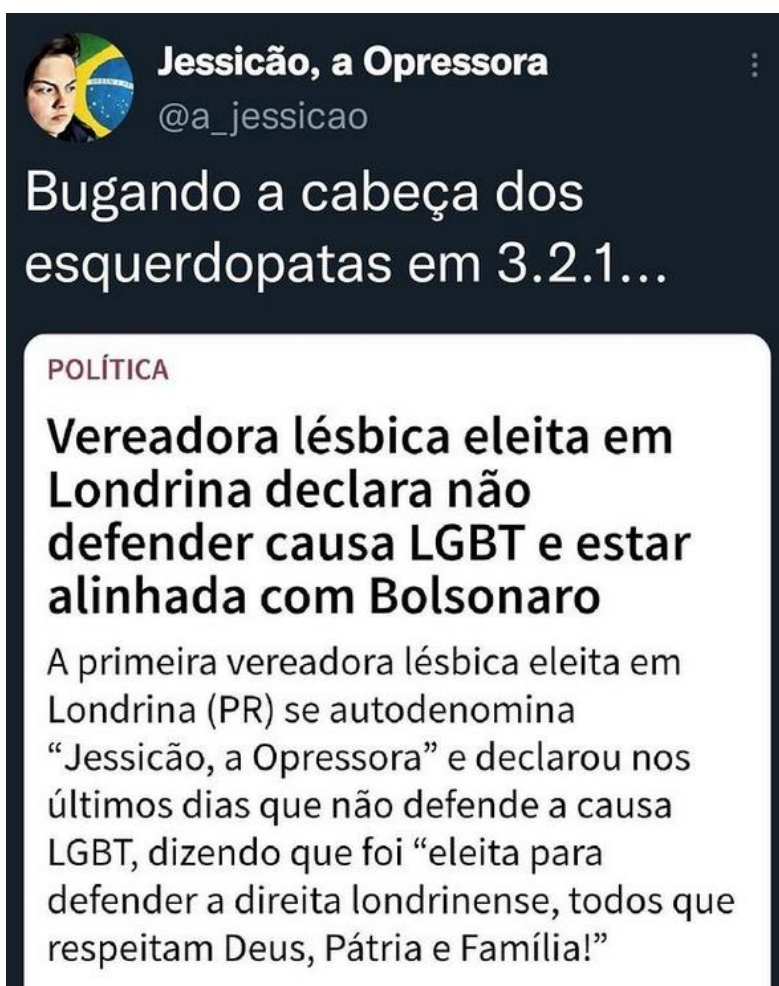 Jessicão, a Opressora
@a_jessicao
Bugando a cabeça dos
esquerdopatas em 3.2.1...
POLÍTICA
Vereadora lésbica eleita em
Londrina declara não
defender causa LGBT e estar
alinhada com Bolsonaro
A primeira vereadora lésbica eleita em
Londrina (PR) se autodenomina
“Jessicão, a Opressora” e declarou nos
últimos dias que não defende a causa
LGBT, dizendo que foi “eleita para
defender a direita londrinense, todos que
respeitam Deus, Pátria e Família!”